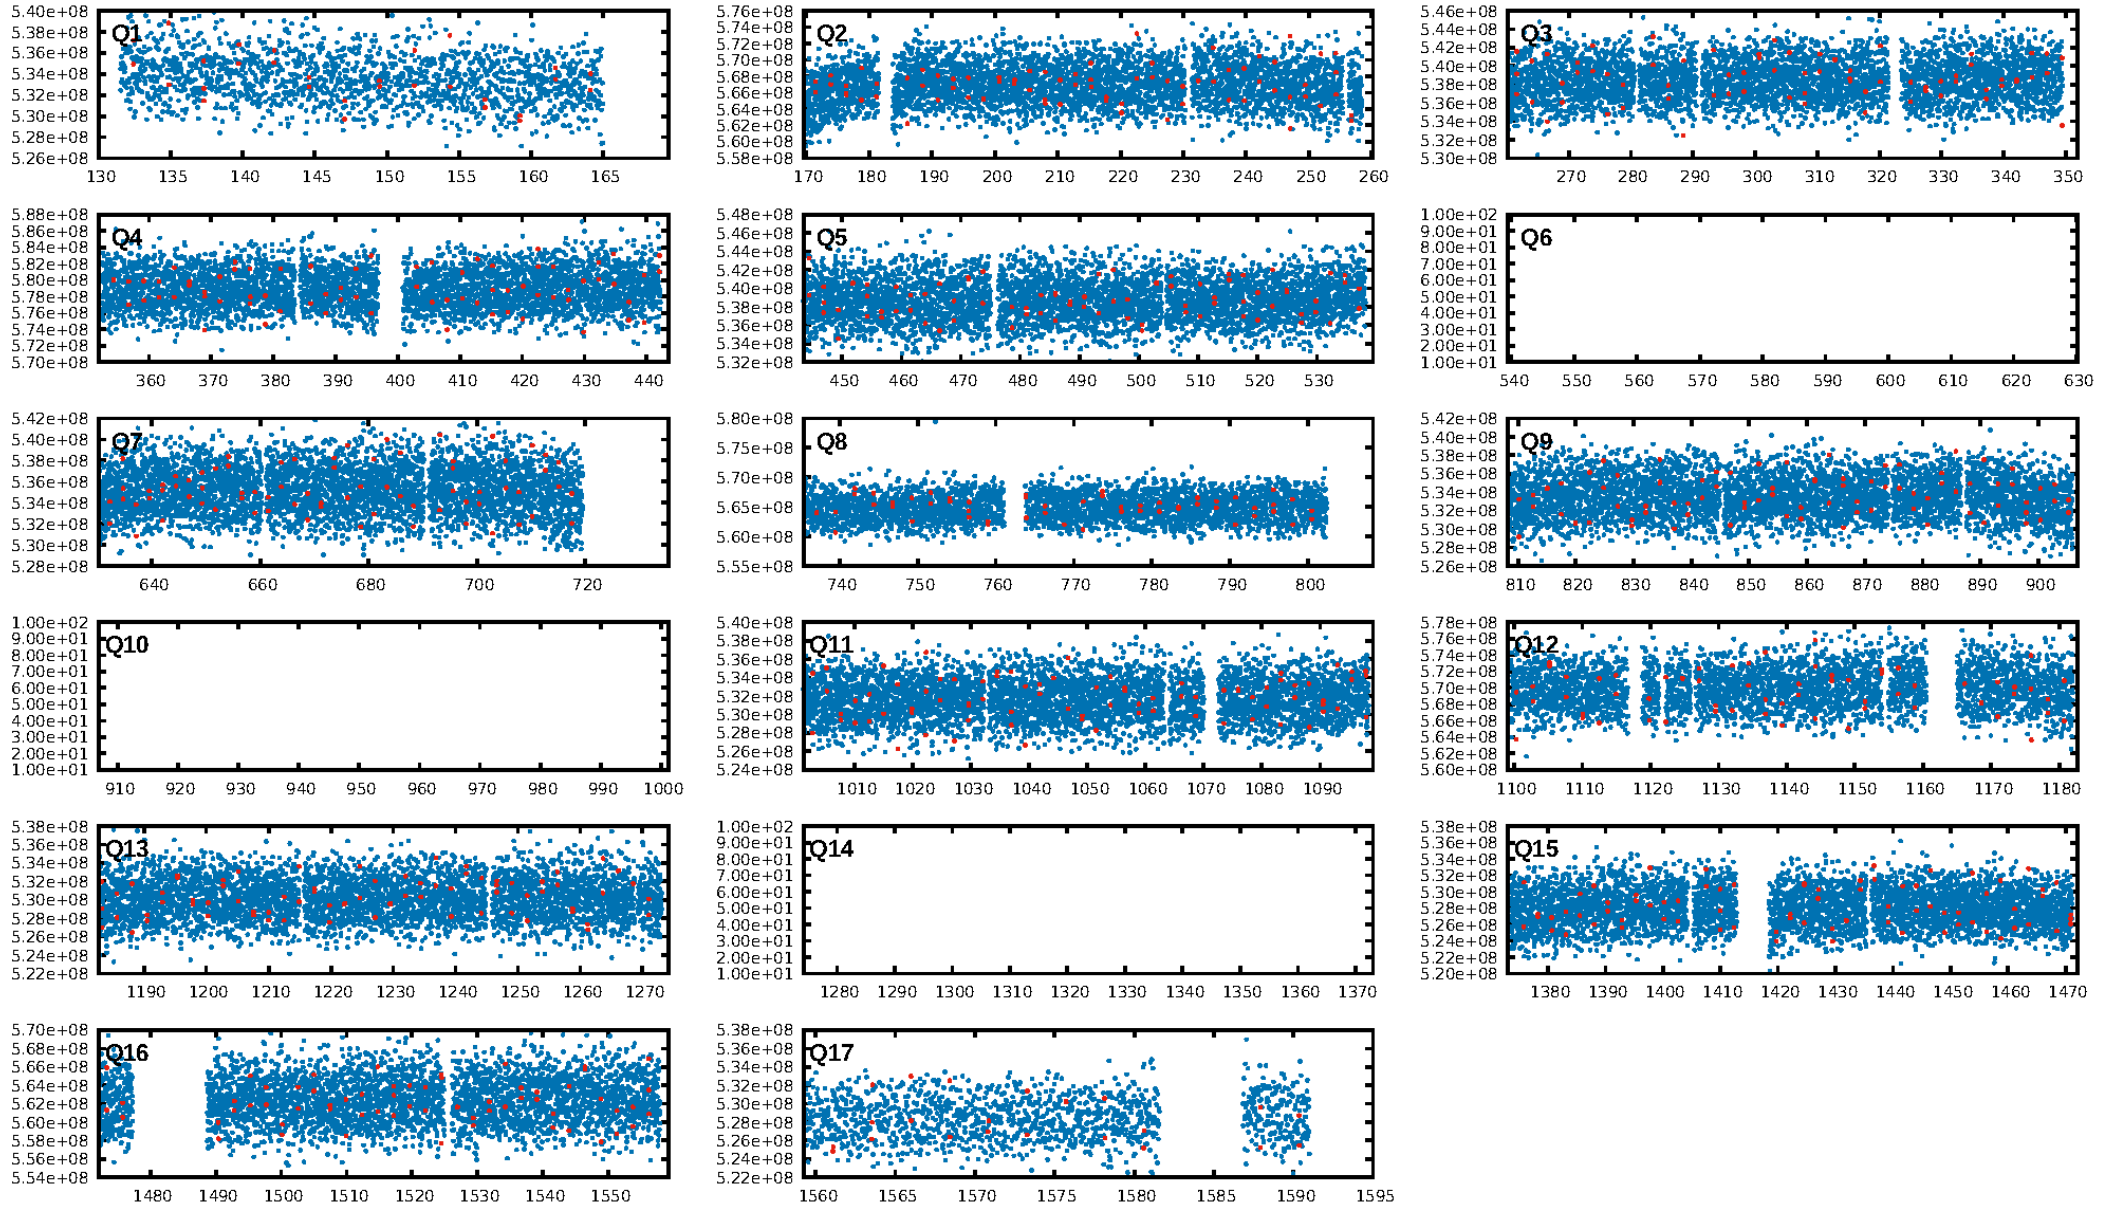 5.40e+08 5.38e+08 5.36e+08 5.34e+08 5.32e+08 5.30e+08 5.28e+08 5.26e+08
Q1
130 135 140 145 150 155 160 165
5.76e+08 5.74e+08 5.72e+08 5.70e+08 5.68e+08 5.66e+08 5.64e+08 5.62e+08 5.60e+08 5.58e+08
Q2
170 180 190 200 210 220 230 240 250 260
5.46e+08 5.44e+08 5.42e+08 5.40e+08 5.38e+08 5.36e+08 5.34e+08 5.32e+08 5.30e+08
Q3
270 280 290 300 310 320 330 340 350
5.88e+08 5.86e+08 5.84e+08 5.82e+08 5.80e+08 5.78e+08 5.76e+08 5.74e+08 5.72e+08 5.70e+08
Q4
360 370 380 390 400 410 420 430 440
5.48e+08 5.46e+08 5.44e+08 5.42e+08 5.40e+08 5.38e+08 5.36e+08 5.34e+08 5.32e+08
Q5
450 460 470 480 490 500 510 520 530
1.00e+02 9.00e+01 8.00e+01 7.00e+01 6.00e+01 5.00e+01 4.00e+01 3.00e+01 2.00e+01 1.00e+01
Q6
540 550 560 570 580 590 600 610 620 630
5.42e+08 5.40e+08 5.38e+08 5.36e+08 5.34e+08 5.32e+08 5.30e+08 5.28e+08
Q7
640 660 680 700 720
5.80e+08 5.75e+08 5.70e+08 5.65e+08 5.60e+08 5.55e+08
Q8
740 750 760 770 780 790 800
5.42e+08 5.40e+08 5.38e+08 5.36e+08 5.34e+08 5.32e+08 5.30e+08 5.28e+08 5.26e+08
Q9
810 820 830 840 850 860 870 880 890 900
1.00e+02 9.00e+01 8.00e+01 7.00e+01 6.00e+01 5.00e+01 4.00e+01 3.00e+01 2.00e+01 1.00e+01
Q10
910 920 930 940 950 960 970 980 990 1000
5.40e+08 5.38e+08 5.36e+08 5.34e+08 5.32e+08 5.30e+08 5.28e+08 5.26e+08 5.24e+08
Q11
1010 1020 1030 1040 1050 1060 1070 1080 1090
5.78e+08 5.76e+08 5.74e+08 5.72e+08 5.70e+08 5.68e+08 5.66e+08 5.64e+08 5.62e+08 5.60e+08
Q12
1100 1110 1120 1130 1140 1150 1160 1170 1180
5.38e+08 5.36e+08 5.34e+08 5.32e+08 5.30e+08 5.28e+08 5.26e+08 5.24e+08 5.22e+08
Q13
1190 1200 1210 1220 1230 1240 1250 1260 1270
1.00e+02 9.00e+01 8.00e+01 7.00e+01 6.00e+01 5.00e+01 4.00e+01 3.00e+01 2.00e+01 1.00e+01
Q14
1280 1290 1300 1310 1320 1330 1340 1350 1360 1370
5.38e+08 5.36e+08 5.34e+08 5.32e+08 5.30e+08 5.28e+08 5.26e+08 5.24e+08 5.22e+08 5.20e+08
Q15
1380 1390 1400 1410 1420 1430 1440 1450 1460 1470
5.70e+08 5.68e+08 5.66e+08 5.64e+08 5.62e+08 5.60e+08 5.58e+08 5.56e+08 5.54e+08
Q16
1480 1490 1500 1510 1520 1530 1540 1550
5.38e+08 5.36e+08 5.34e+08 5.32e+08 5.30e+08 5.28e+08 5.26e+08 5.24e+08 5.22e+08
Q17
1560 1565 1570 1575 1580 1585 1590 1595